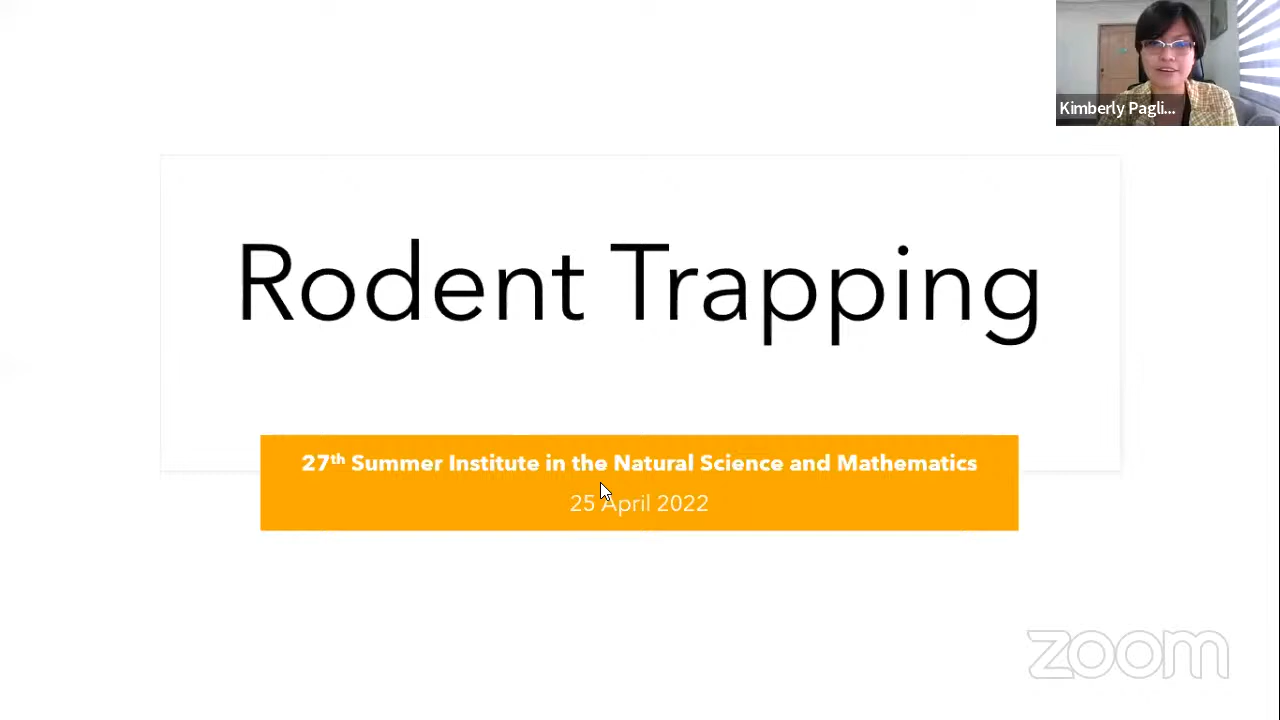 Kimberly Pagli...
Rodent Trapping
27th Summer Institute in the Natural Science and Mathematics
25 April 2022
zoom